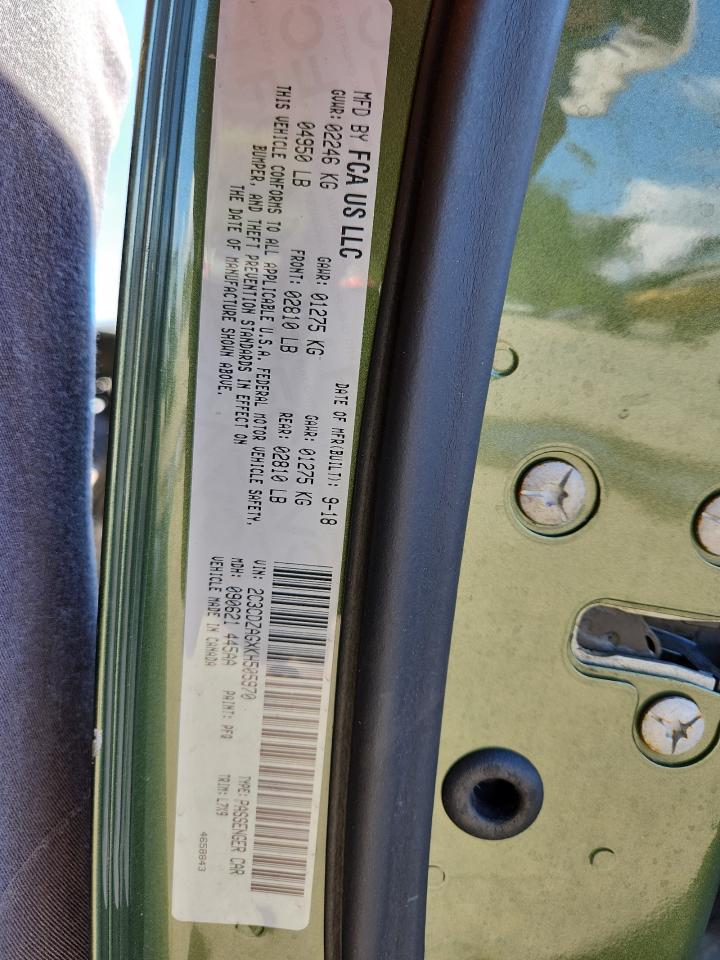 MFD BY FCA US LLC
DATE OF MFR(BUILT): 9-18
GVWR: 02246 KG GAWR: 01275 KG GAWR: 01275 KG
04950 LB FRONT: 02810 LB REAR: 02810 LB
THIS VEHICLE CONFORMS TO ALL APPLICABLE U.S.A. FEDERAL MOTOR VEHICLE SAFETY,
BUMPER, AND THEFT PREVENTION STANDARDS IN EFFECT ON
THE DATE OF MANUFACTURE SHOWN ABOVE.
VIN: 2C3CDZAGXKH505970
TYPE: PASSENGER CAR
MDH: 090621 445AA PAINT: PFQ TRIM: L7X9
VEHICLE MADE IN CANADA
4658843